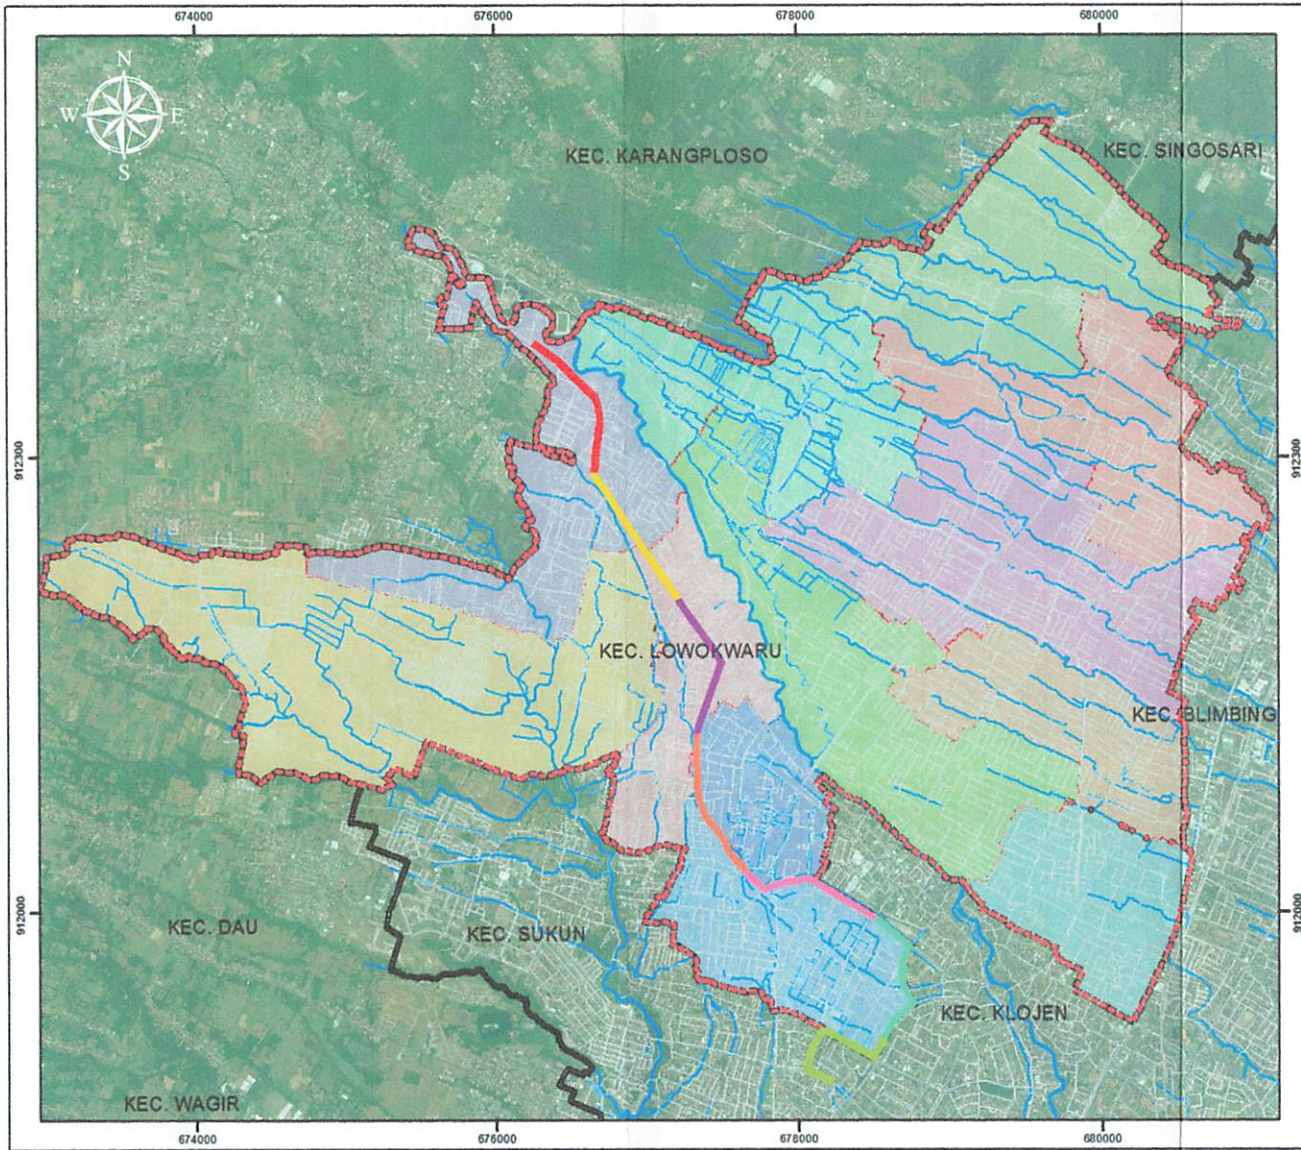 674000
676000
678000
680000
N
W
E
S
KEC. KARANGPLOSO
KEC. SINGOSARI
912300
912300
KEC. LOWOKWARU
KEC. BLIMBING
912000
912000
KEC. DAU
KEC. SUKUN
KEC. KLOJEN
KEC. WAGIR
674000
676000
678000
680000